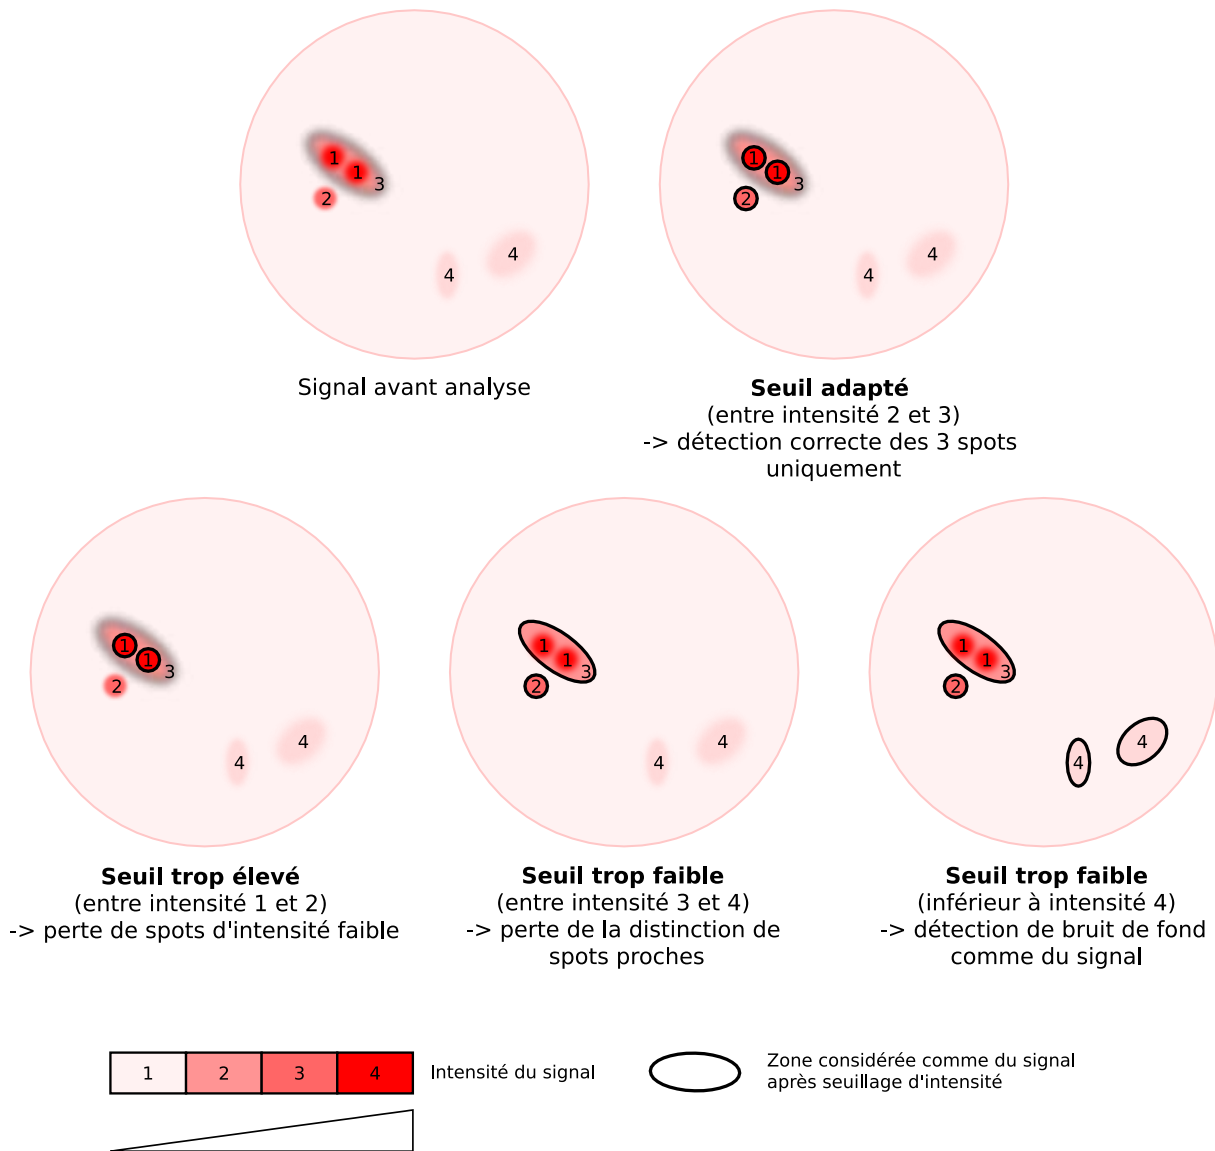 1
1
3
2
4
4
1
1
3
2
4
4
Signal avant analyse
Seuil adapté
(entre intensité 2 et 3)
-> détection correcte des 3 spots
uniquement
1
1
3
2
4
4
1
1
3
2
4
4
1
1
3
2
4
4
Seuil trop élevé
(entre intensité 1 et 2)
-> perte de spots d'intensité faible
Seuil trop faible
(entre intensité 3 et 4)
-> perte de la distinction de
spots proches
Seuil trop faible
(inférieur à intensité 4)
-> détection de bruit de fond
comme du signal
1 2 3 4
Intensité du signal
Zone considérée comme du signal
après seuillage d'intensité